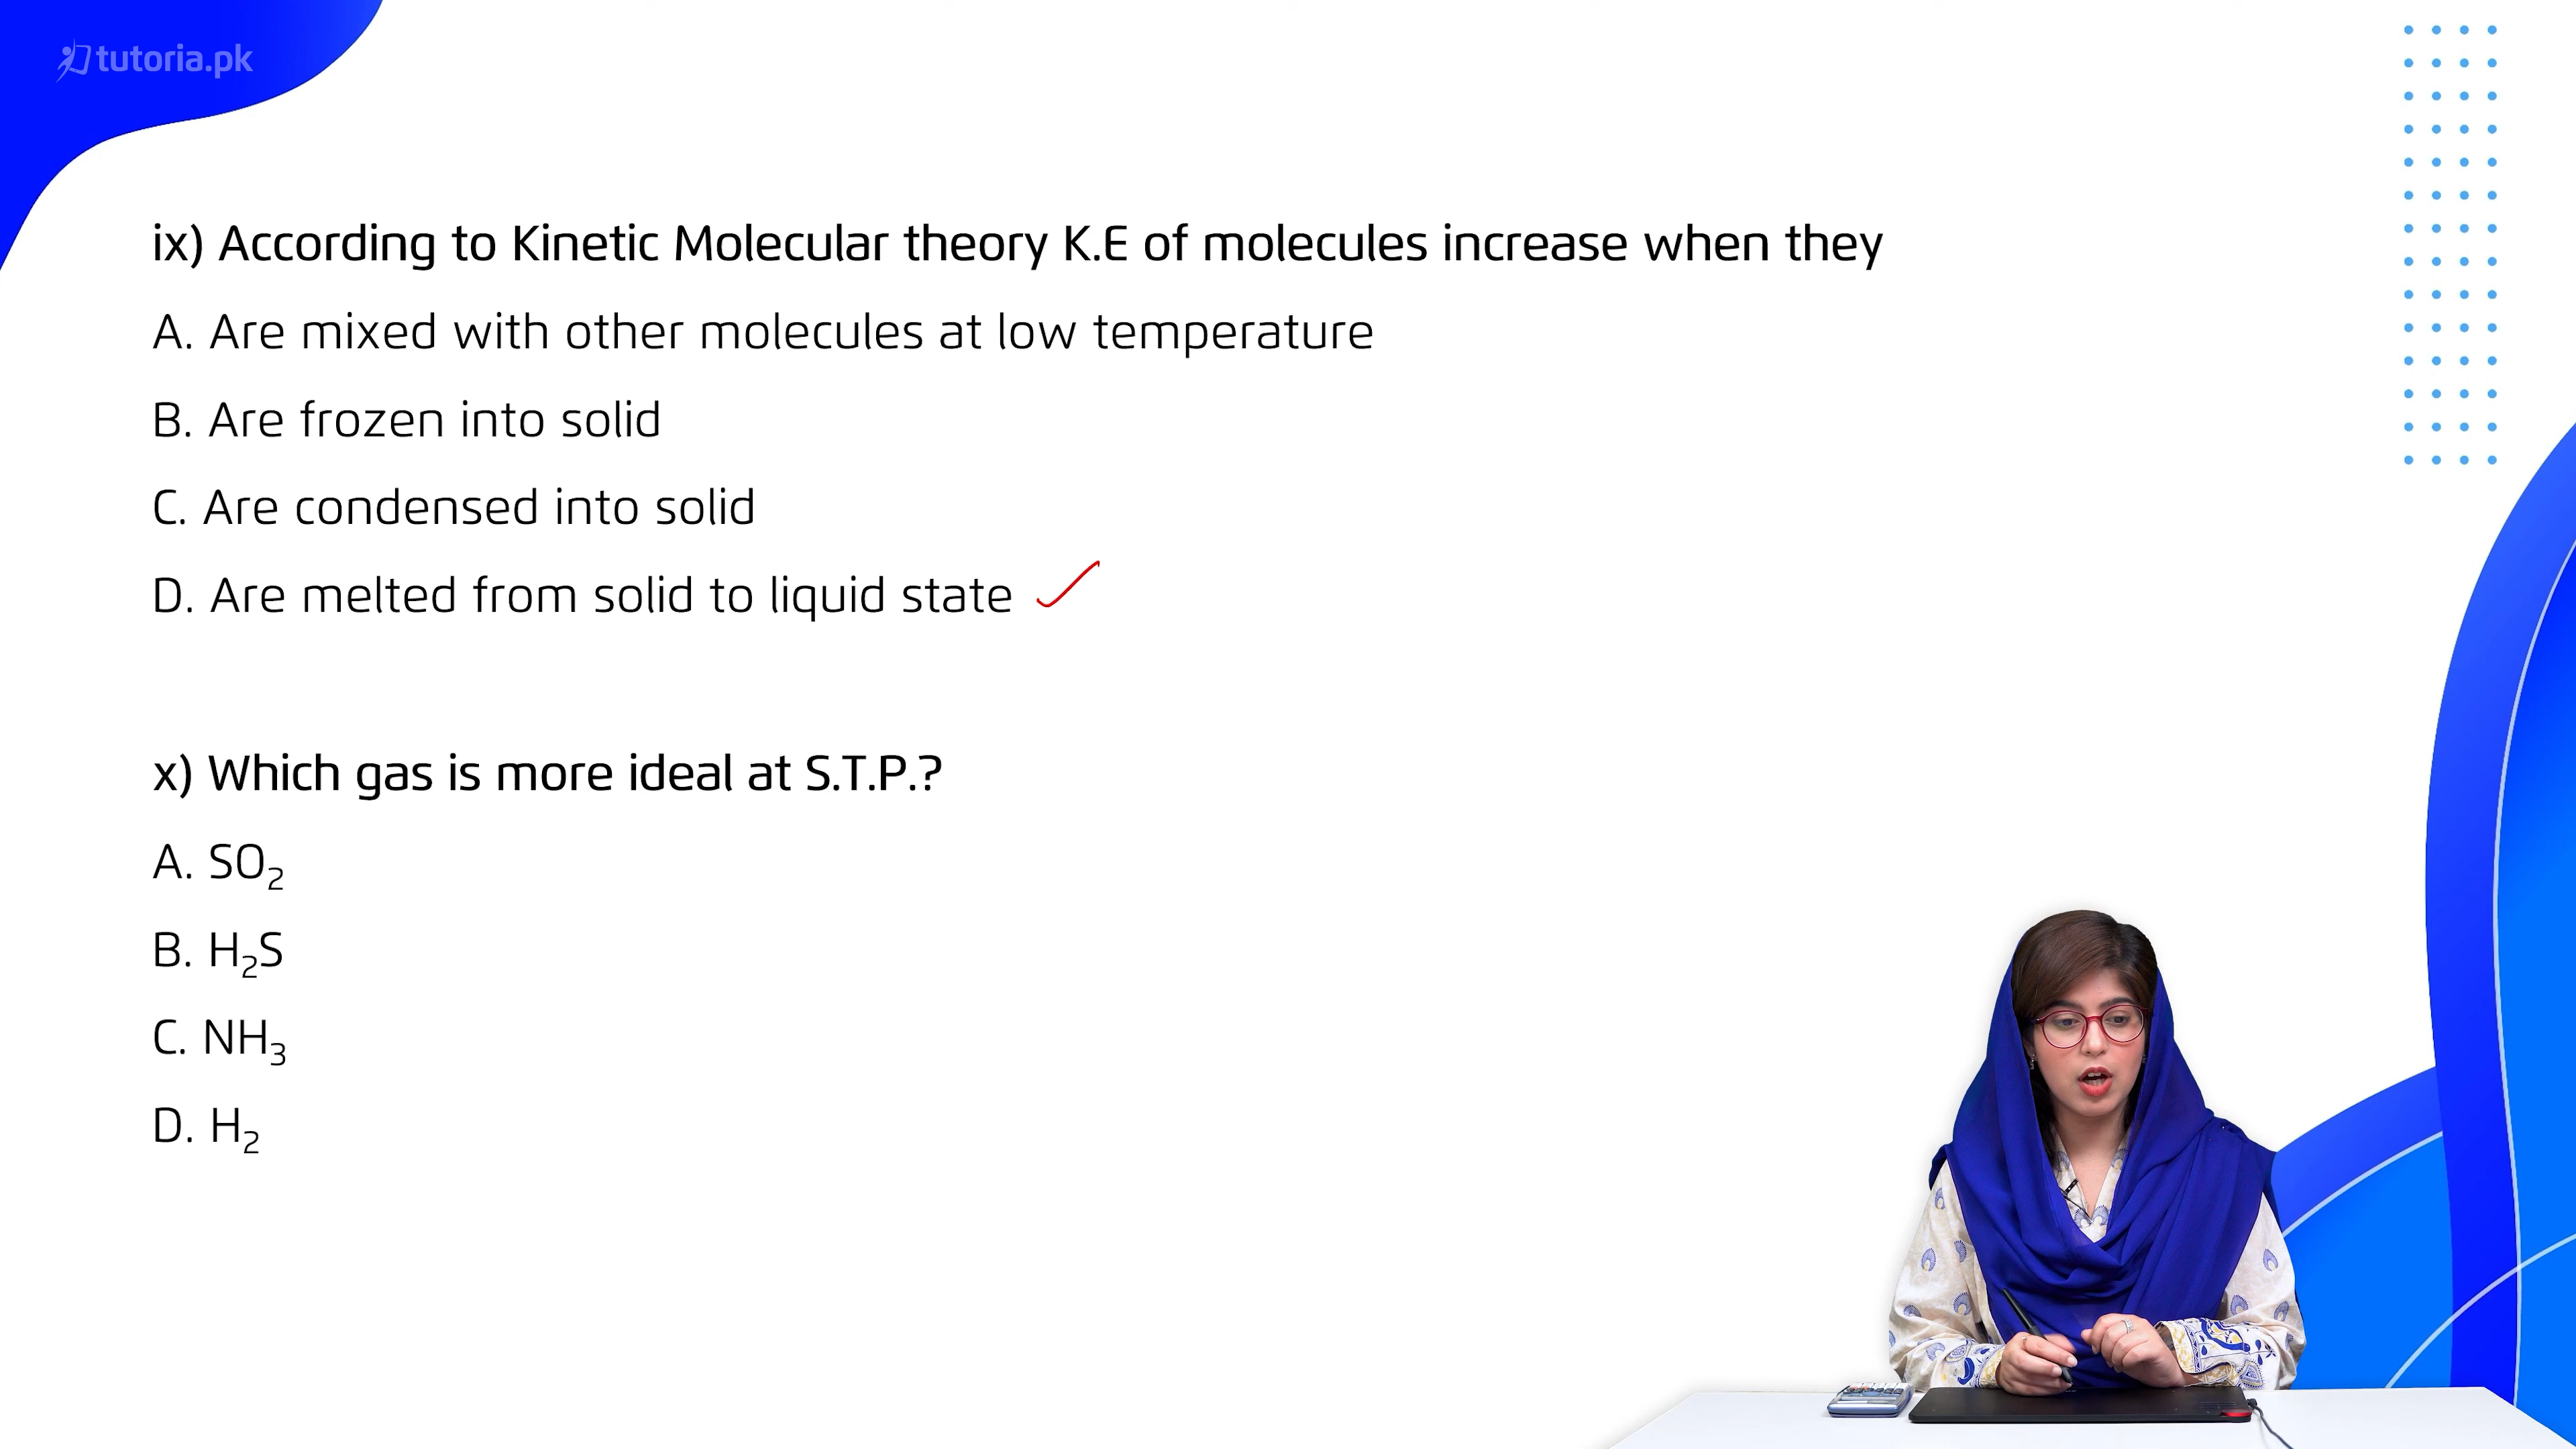 tutoria.pk
ix) According to Kinetic Molecular theory K.E of molecules increase when they
A. Are mixed with other molecules at low temperature
B. Are frozen into solid
C. Are condensed into solid
D. Are melted from solid to liquid state
x) Which gas is more ideal at S.T.P.?
A. SO₂
B. H₂S
C. NH₃
D. H₂